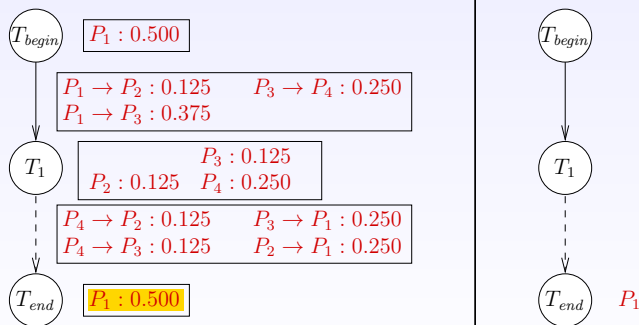 T_begin P_1 : 0.500 T_begin
P_1 → P_2 : 0.125 P_3 → P_4 : 0.250
P_1 → P_3 : 0.375
P_3 : 0.125
T_1 P_2 : 0.125 P_4 : 0.250 T_1
P_4 → P_2 : 0.125 P_3 → P_1 : 0.250
P_4 → P_3 : 0.125 P_2 → P_1 : 0.250
T_end P_1 : 0.500 T_end P_1